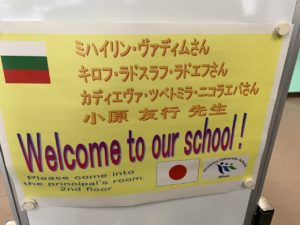 ミハイリン・ヴァディムさん
キロフ・ラドスラフ・ラドエフさん
カディエヴァ・ツベトミラ・ニコラエバさん
小原 友行 先生
Welcome to our school !
Please come into
the principal's room.
2nd floor